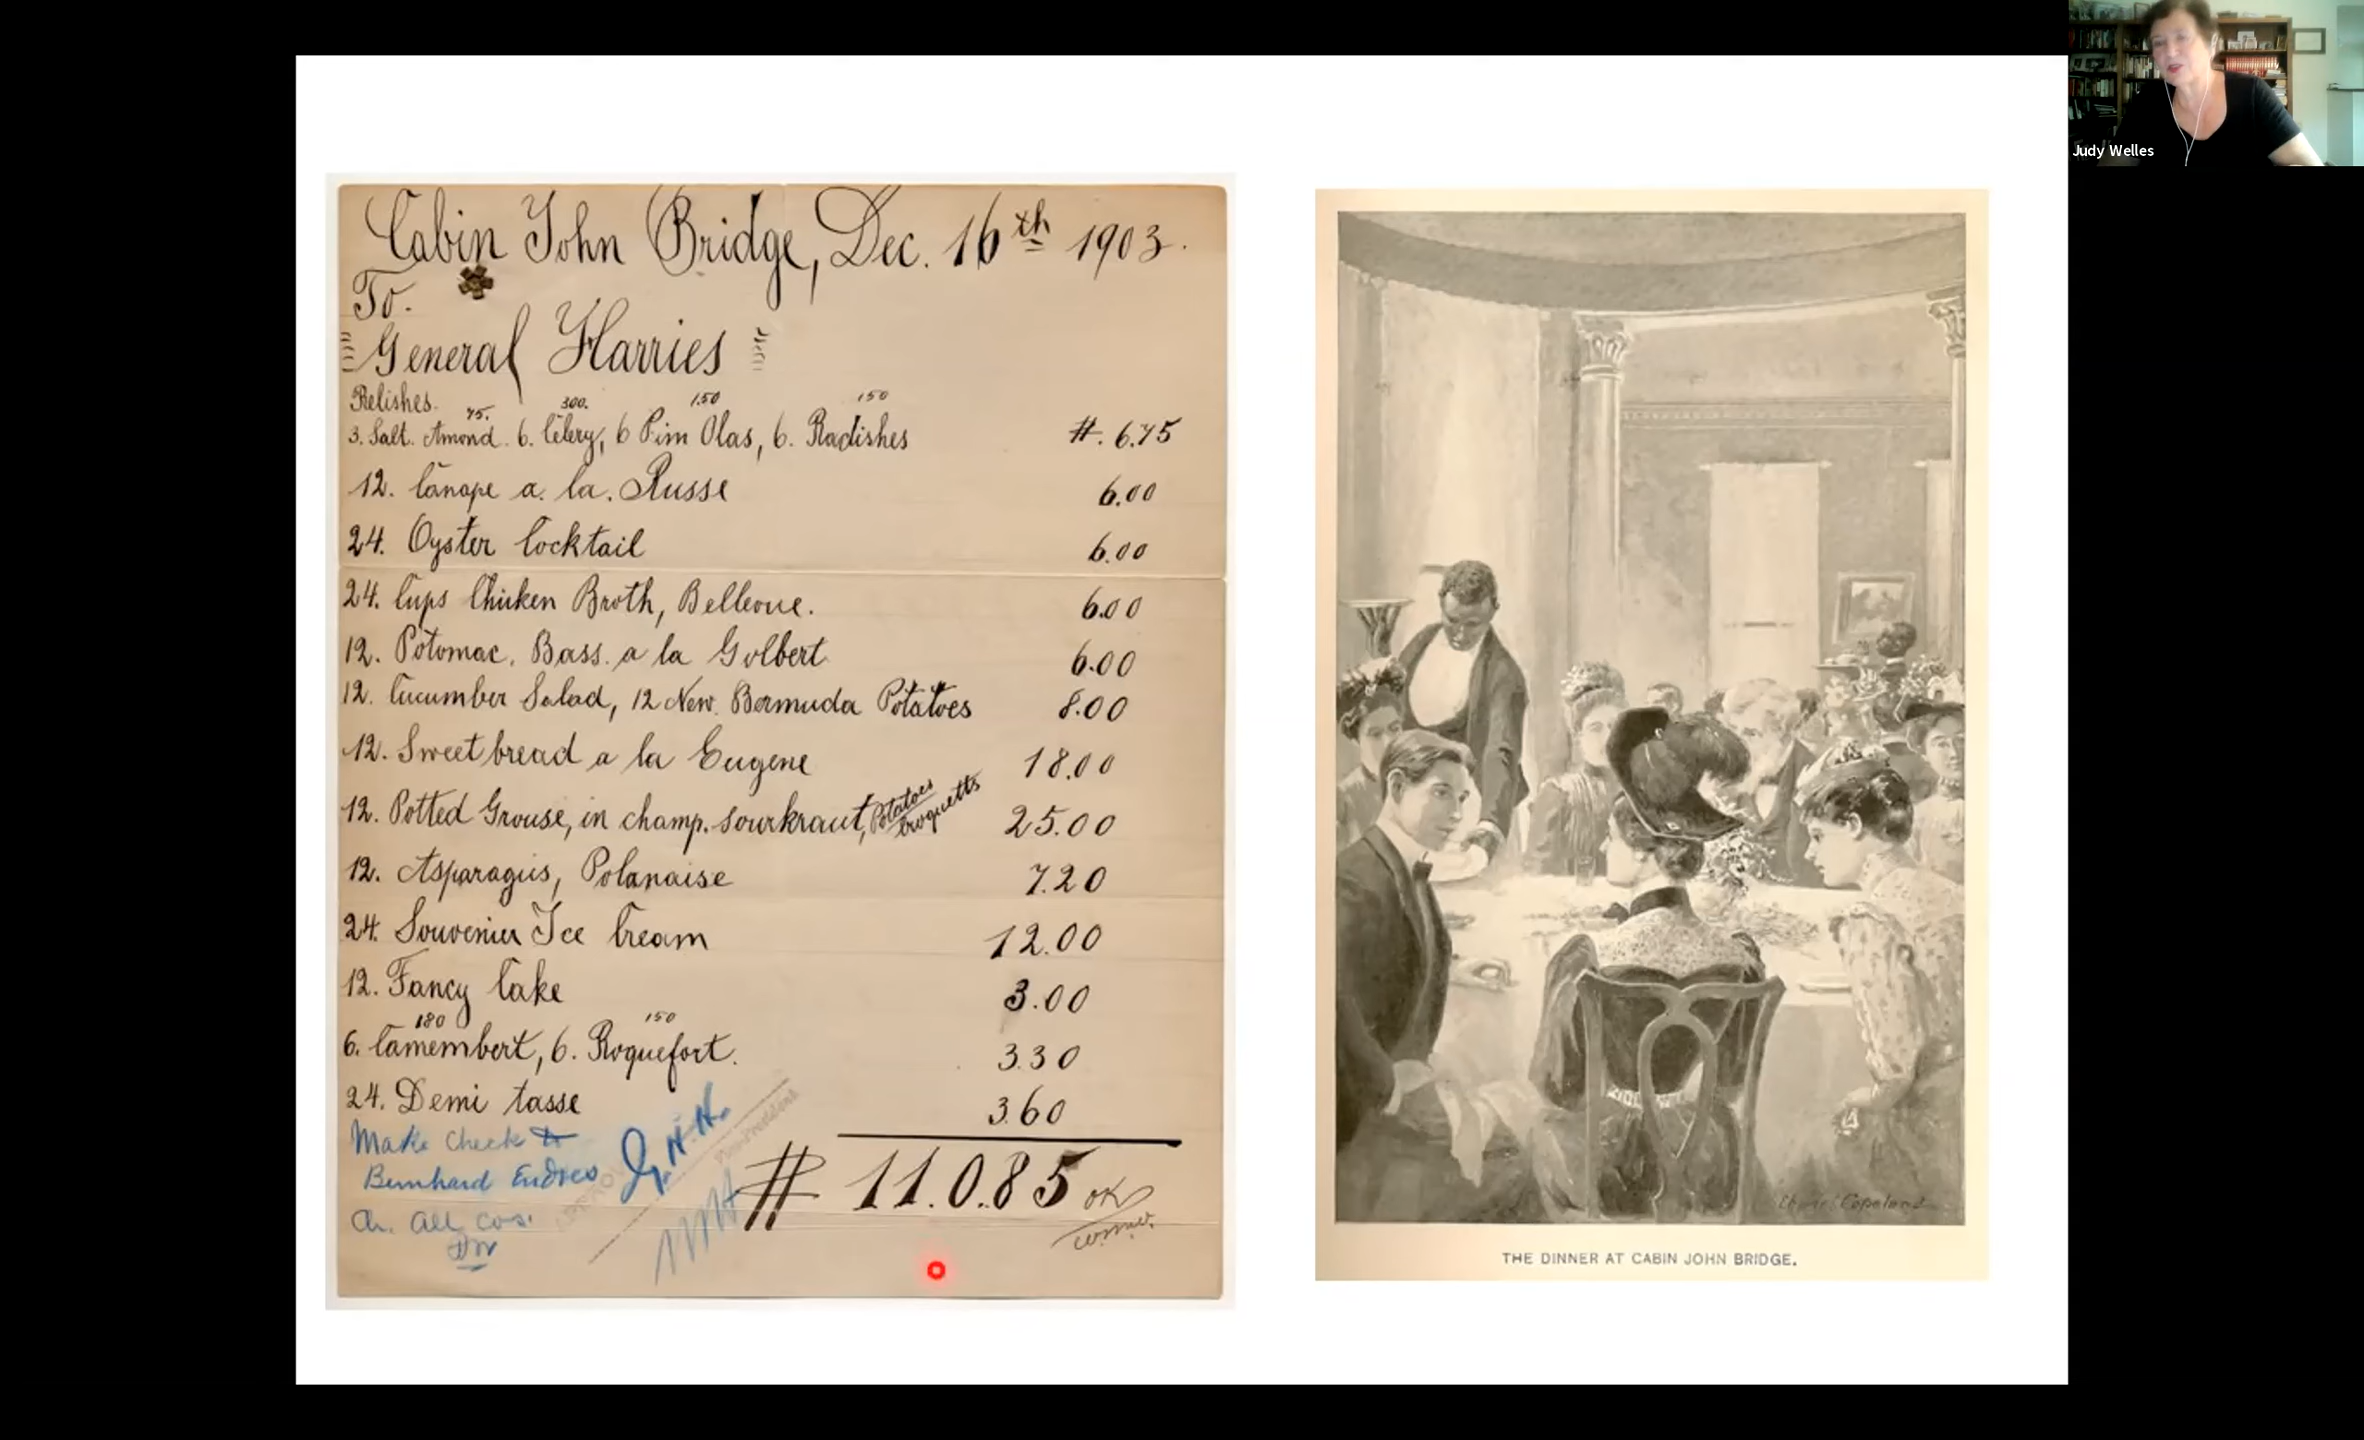 Judy Welles
Cabin John Bridge, Dec. 16th 1903.
To.
General Harries
Relishes. 75. 300. 150 150
3. Salt. Amond. 6. Celery, 6 Pim Olas, 6. Radishes #. 6.75
12. Canape a. la. Russe 6.00
24. Oyster Cocktail 6.00
24. Cups Chicken Broth, Bellevue. 6.00
12. Potomac. Bass. a la Golbert 6.00
12. Cucumber Salad, 12 New. Bermuda Potatoes 8.00
12. Sweetbread a la Eugene 18.00
12. Potted Grouse, in champ. sourkraut, Potatoes Croquetts 25.00
12. Asparagus, Polanaise 7.20
24. Souvenier Ice Cream 12.00
12. Fancy Cake 3.00
180 150
6. Camembert, 6. Roquefort. 3.30
24. Demi tasse 3.60
Make Check to
Bernhard Endres
# 110.85 OK
THE DINNER AT CABIN JOHN BRIDGE.